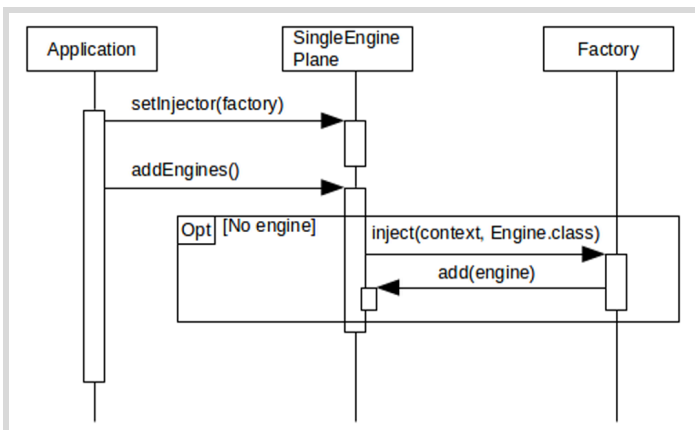 Application
SingleEngine
Plane
Factory
setInjector(factory)
addEngines()
Opt
[No engine]
inject(context, Engine.class)
add(engine)